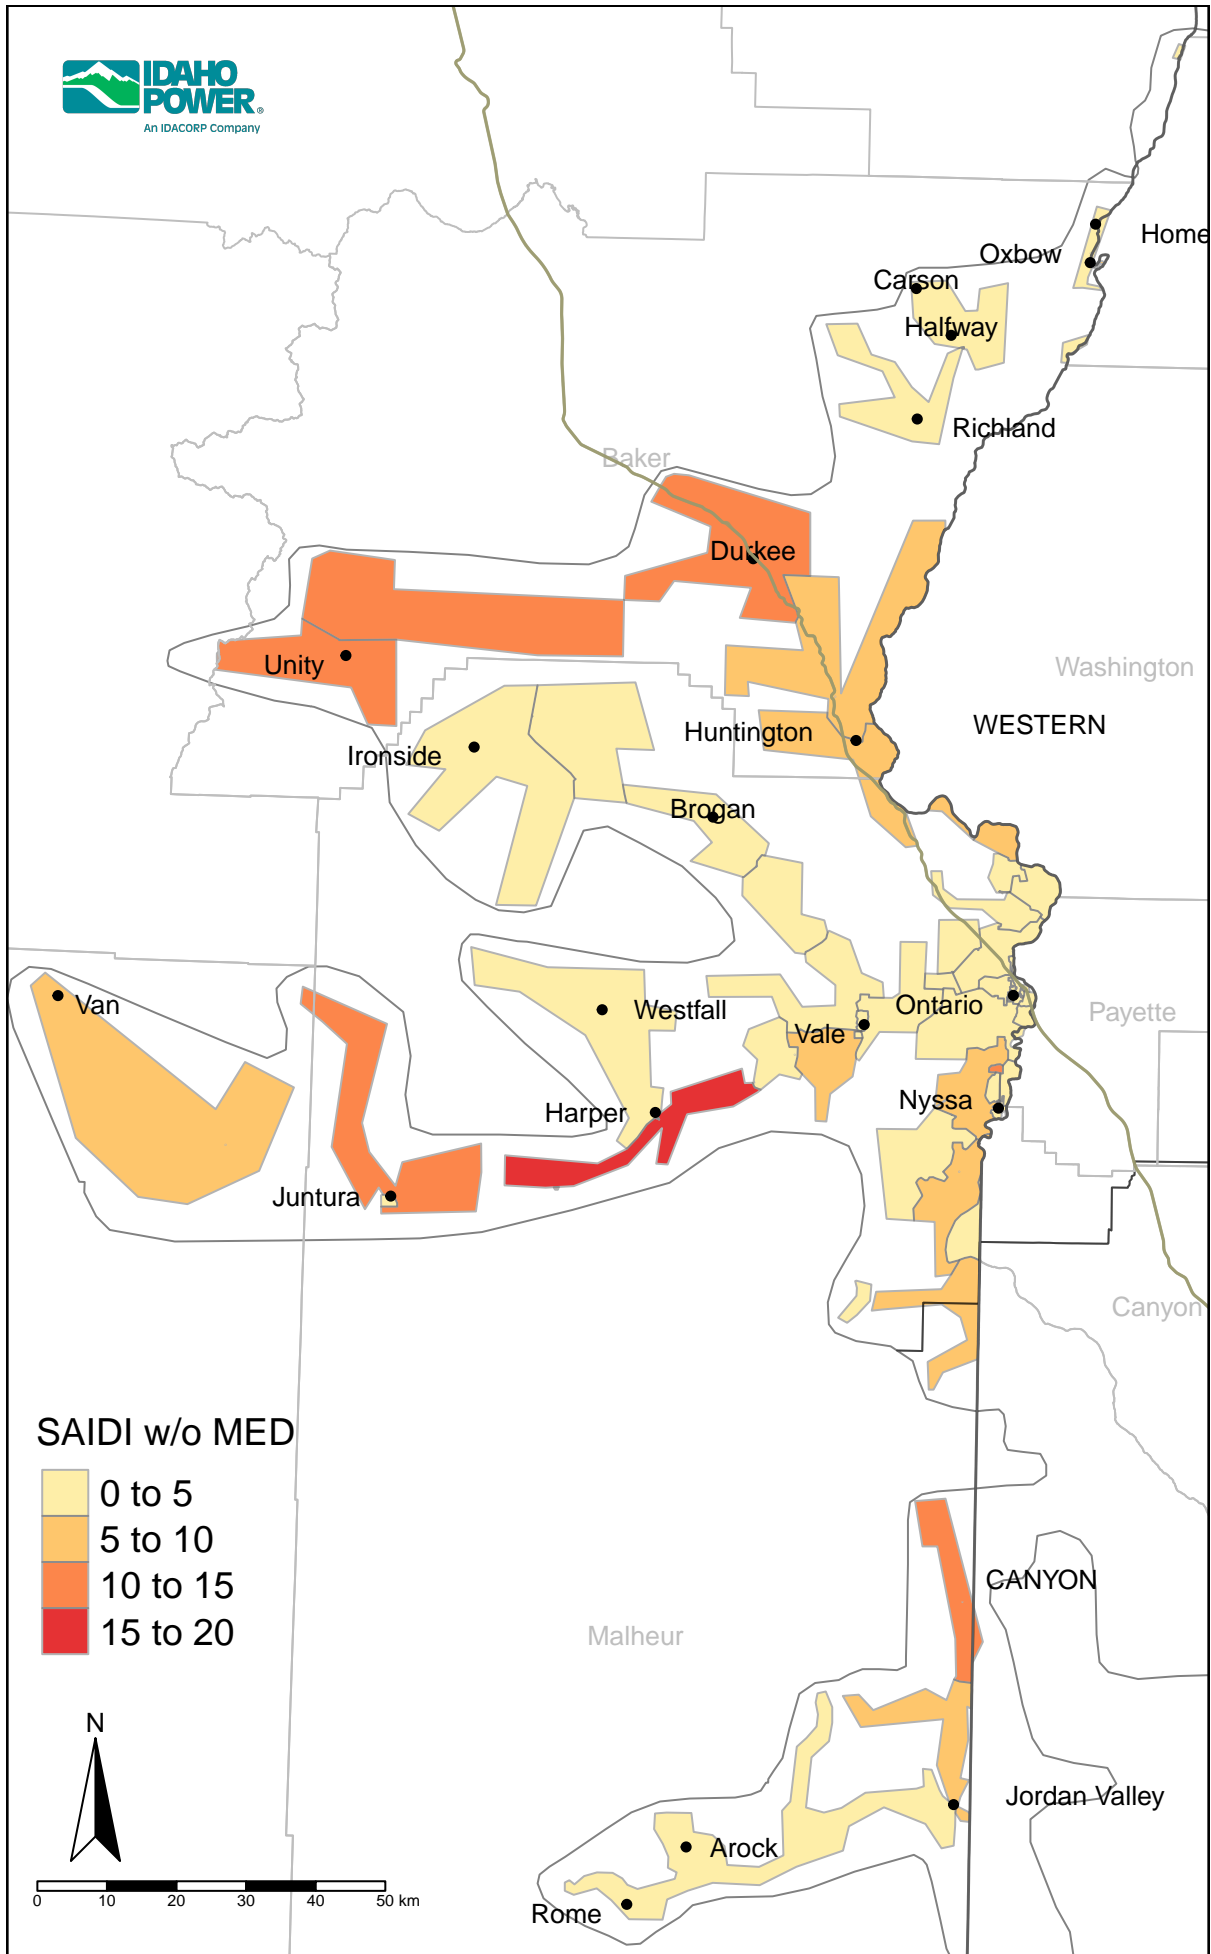 IDAHO
POWER®
An IDACORP Company
Home
Oxbow
Carson
Halfway
Richland
Baker
Durkee
Unity
Washington
WESTERN
Huntington
Ironside
Brogan
Van
Westfall
Ontario
Payette
Vale
Nyssa
Harper
Juntura
Canyon
SAIDI w/o MED
0 to 5
5 to 10
10 to 15
15 to 20
CANYON
Malheur
N
Jordan Valley
Arock
Rome
0 10 20 30 40 50 km